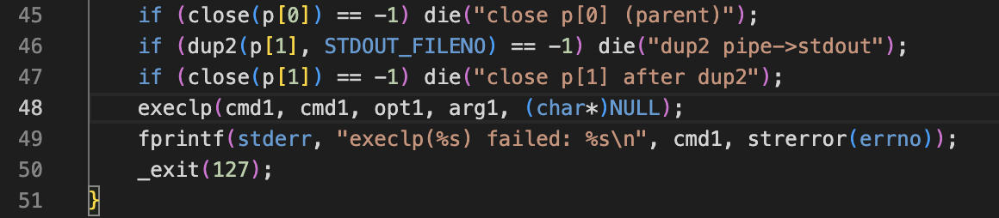 45 if (close(p[0]) == -1) die("close p[0] (parent)");
46 if (dup2(p[1], STDOUT_FILENO) == -1) die("dup2 pipe->stdout");
47 if (close(p[1]) == -1) die("close p[1] after dup2");
48 execlp(cmd1, cmd1, opt1, arg1, (char*)NULL);
49 fprintf(stderr, "execlp(%s) failed: %s\n", cmd1, strerror(errno));
50 _exit(127);
51 }